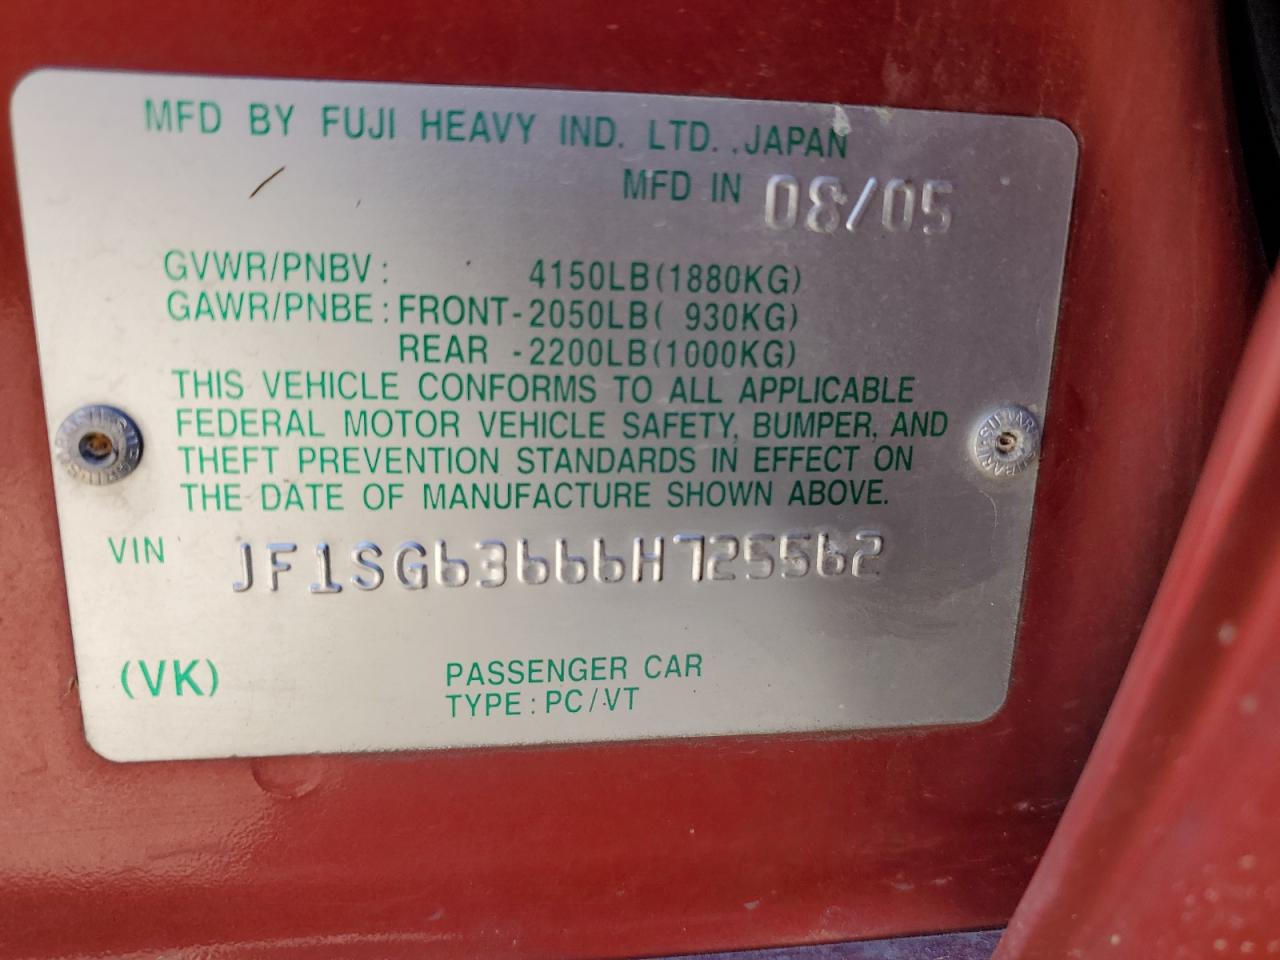 MFD BY FUJI HEAVY IND. LTD. ,JAPAN
MFD IN 08/05
GVWR/PNBV : 4150LB(1880KG)
GAWR/PNBE : FRONT-2050LB( 930KG)
REAR -2200LB(1000KG)
THIS VEHICLE CONFORMS TO ALL APPLICABLE
FEDERAL MOTOR VEHICLE SAFETY, BUMPER, AND
THEFT PREVENTION STANDARDS IN EFFECT ON
THE DATE OF MANUFACTURE SHOWN ABOVE.
VIN JF1SG63666H725562
(VK) PASSENGER CAR
TYPE : PC/VT